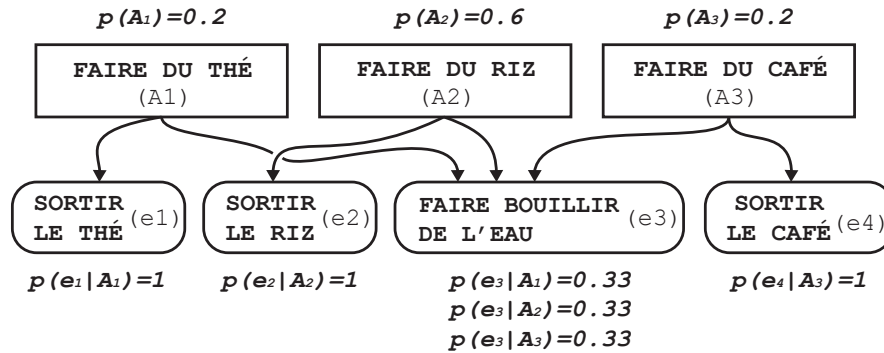 p(A₁)=0.2 p(A₂)=0.6 p(A₃)=0.2
FAIRE DU THÉ FAIRE DU RIZ FAIRE DU CAFÉ
(A1) (A2) (A3)
SORTIR LE THÉ (e1)
SORTIR LE RIZ (e2)
FAIRE BOUILLIR DE L'EAU (e3)
SORTIR LE CAFÉ (e4)
p(e₁|A₁)=1 p(e₂|A₂)=1 p(e₃|A₁)=0.33 p(e₄|A₃)=1
p(e₃|A₂)=0.33
p(e₃|A₃)=0.33